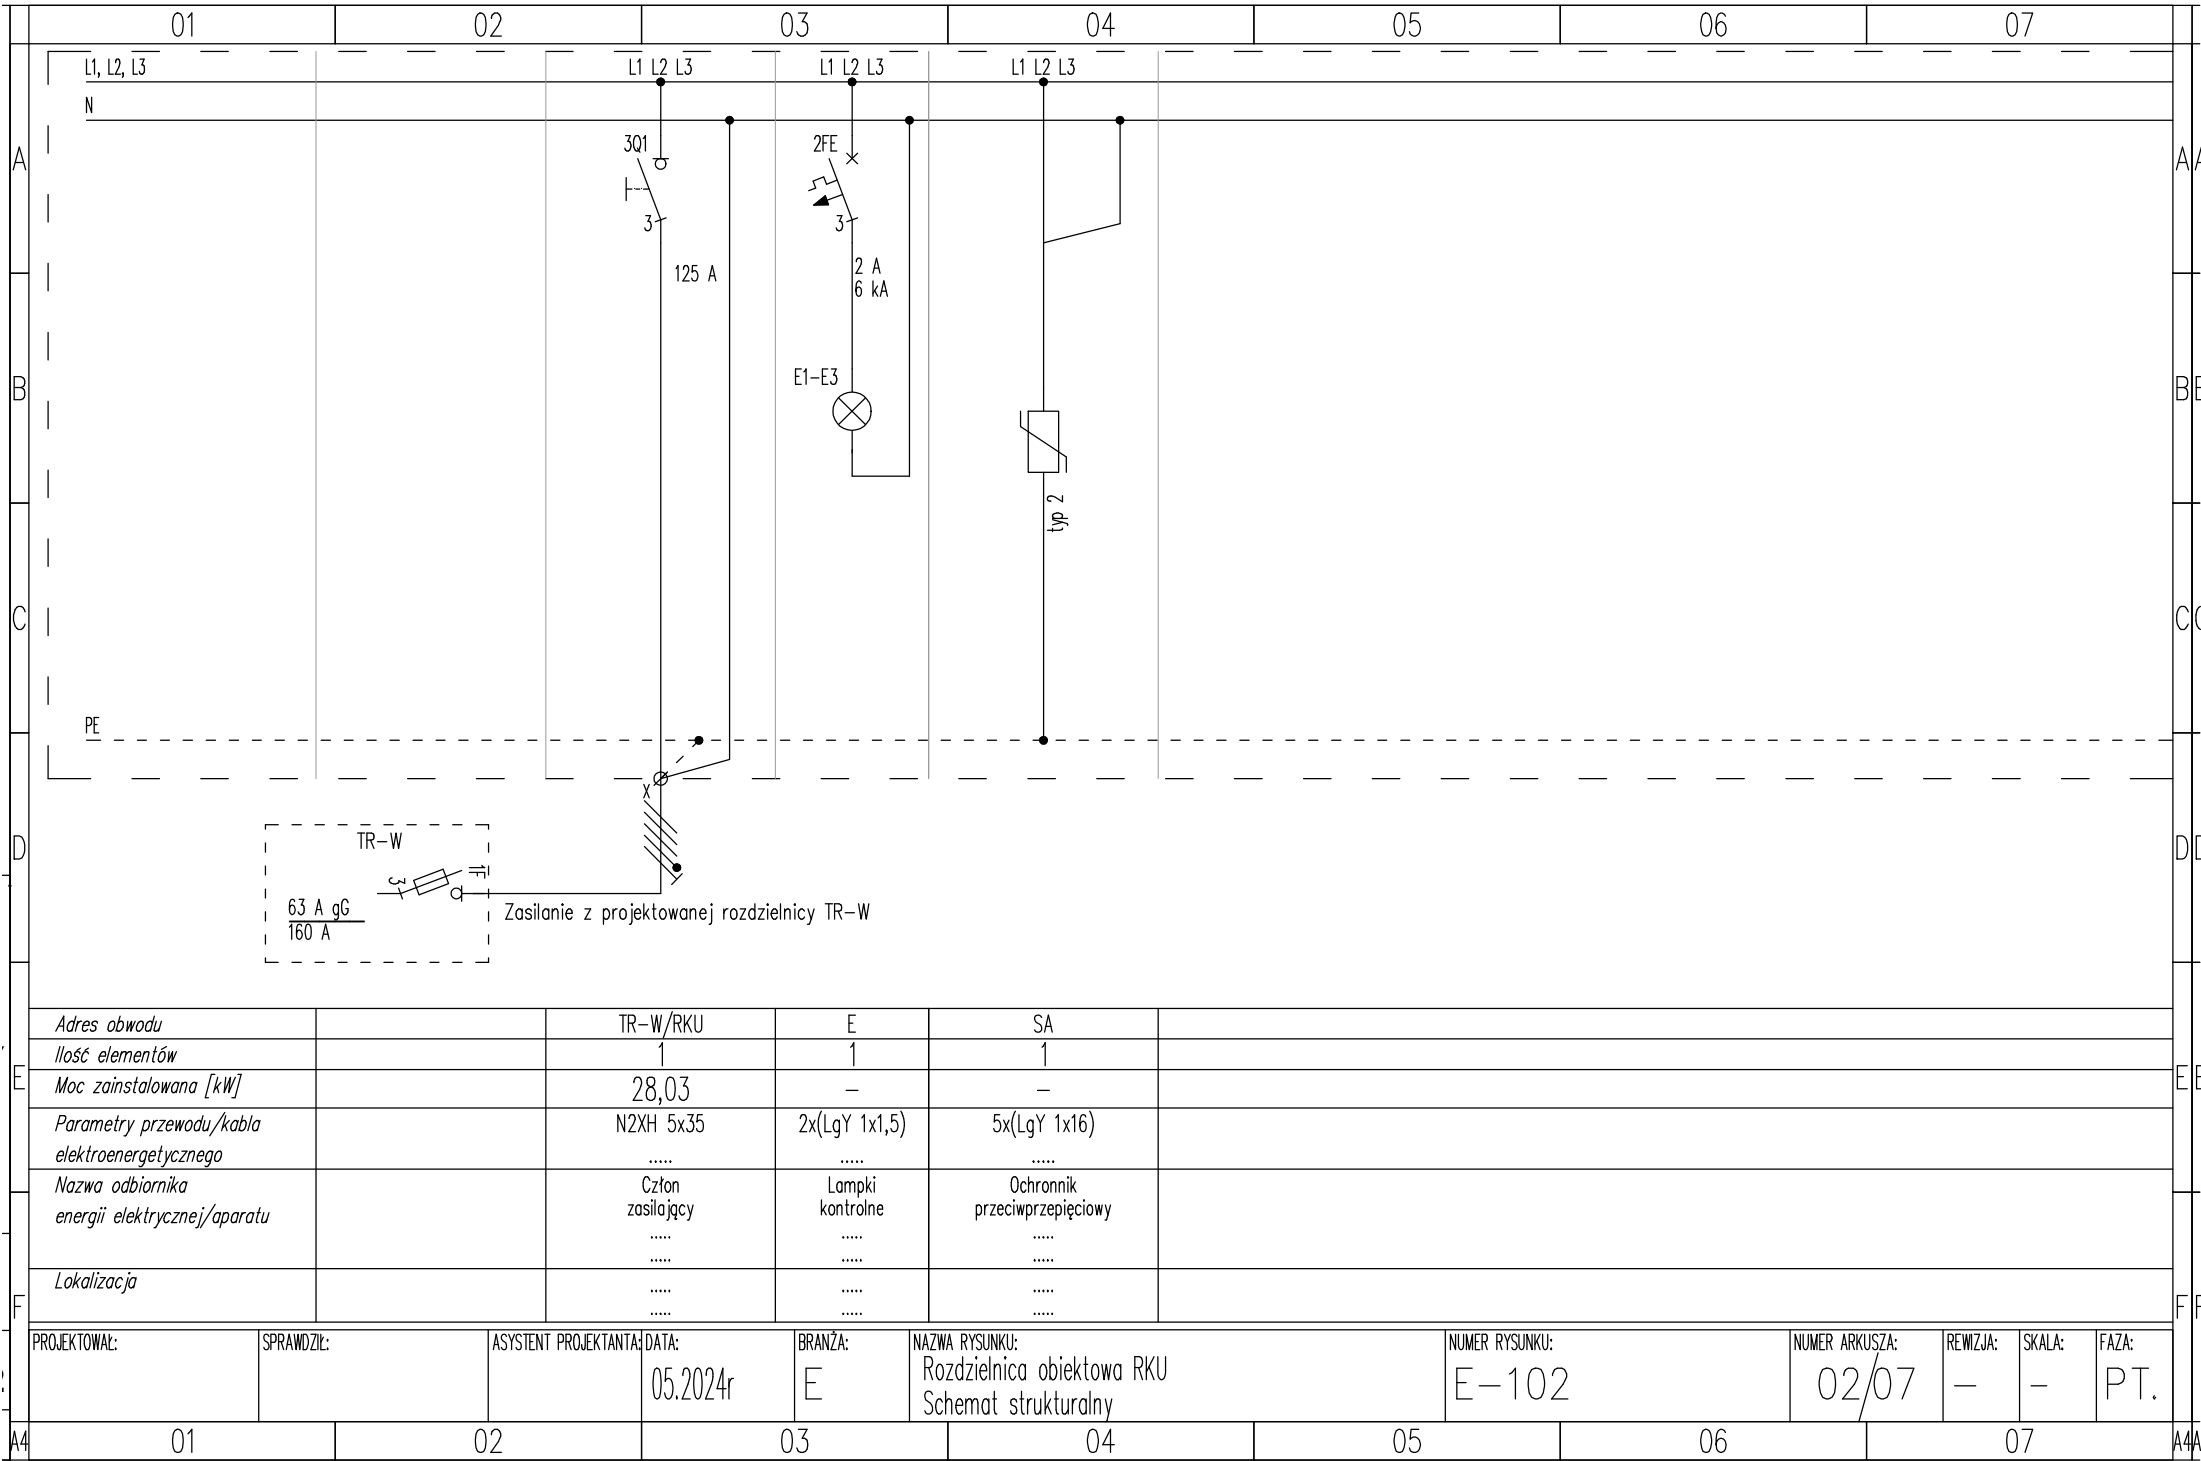 01 02 03 04 05 06 07
L1, L2, L3
L1 L2 L3
L1 L2 L3
L1 L2 L3
N
3Q1
2FE
A
A
A
3
3
125 A
2 A
6 kA
B
E1-E3
B
typ 2
C
C
PE
X
D
TR-W
D
3
1F
63 A gG
160 A
Zasilanie z projektowanej rozdzielnicy TR-W
Adres obwodu TR-W/RKU E SA
Ilość elementów 1 1 1
E
E
Moc zainstalowana [kW] 28,03 - -
Parametry przewodu/kabla N2XH 5x35 2x(LgY 1x1,5) 5x(LgY 1x16)
elektroenergetycznego ..... ..... .....
Nazwa odbiornika Człon Lampki Ochronnik
energii elektrycznej/aparatu zasilający kontrolne przeciwprzepięciowy
..... ..... .....
..... ..... .....
Lokalizacja ..... ..... .....
F
F
..... ..... .....
PROJEKTOWAŁ: SPRAWDZIŁ: ASYSTENT PROJEKTANTA: DATA: BRANŻA: NAZWA RYSUNKU: NUMER RYSUNKU: NUMER ARKUSZA: REWIZJA: SKALA: FAZA:
05.2024r E Rozdzielnica obiektowa RKU E-102 02/07 - - PT.
Schemat strukturalny
A4 01 02 03 04 05 06 07 A4